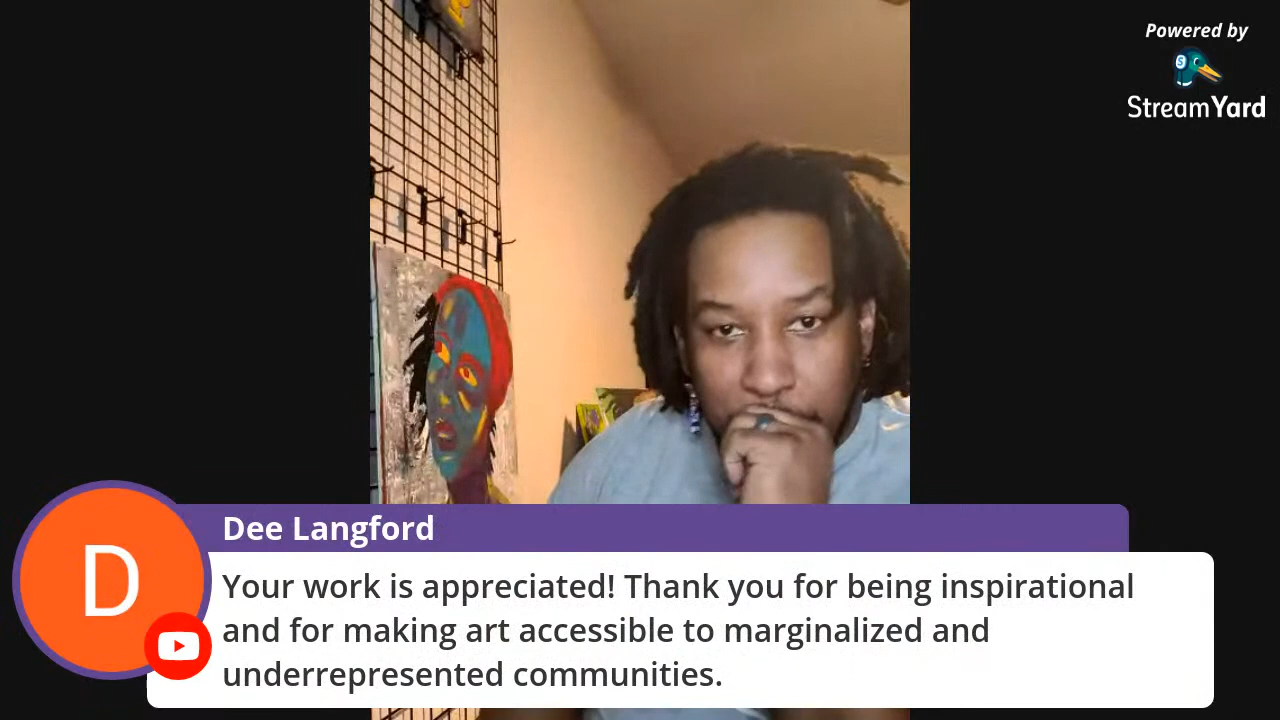 Powered by
StreamYard
Dee Langford
Your work is appreciated! Thank you for being inspirational
and for making art accessible to marginalized and
underrepresented communities.
D